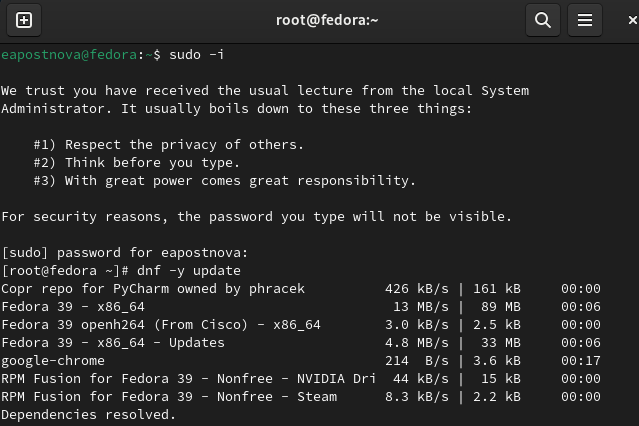 root@fedora:~
eapostnova@fedora:~$ sudo -i
We trust you have received the usual lecture from the local System
Administrator. It usually boils down to these three things:
#1) Respect the privacy of others.
#2) Think before you type.
#3) With great power comes great responsibility.
For security reasons, the password you type will not be visible.
[sudo] password for eapostnova:
[root@fedora ~]# dnf -y update
Copr repo for PyCharm owned by phracek 426 kB/s | 161 kB 00:00
Fedora 39 - x86_64 13 MB/s | 89 MB 00:06
Fedora 39 openh264 (From Cisco) - x86_64 3.0 kB/s | 2.5 kB 00:00
Fedora 39 - x86_64 - Updates 4.8 MB/s | 33 MB 00:06
google-chrome 214 B/s | 3.6 kB 00:17
RPM Fusion for Fedora 39 - Nonfree - NVIDIA Dri 44 kB/s | 15 kB 00:00
RPM Fusion for Fedora 39 - Nonfree - Steam 8.3 kB/s | 2.2 kB 00:00
Dependencies resolved.